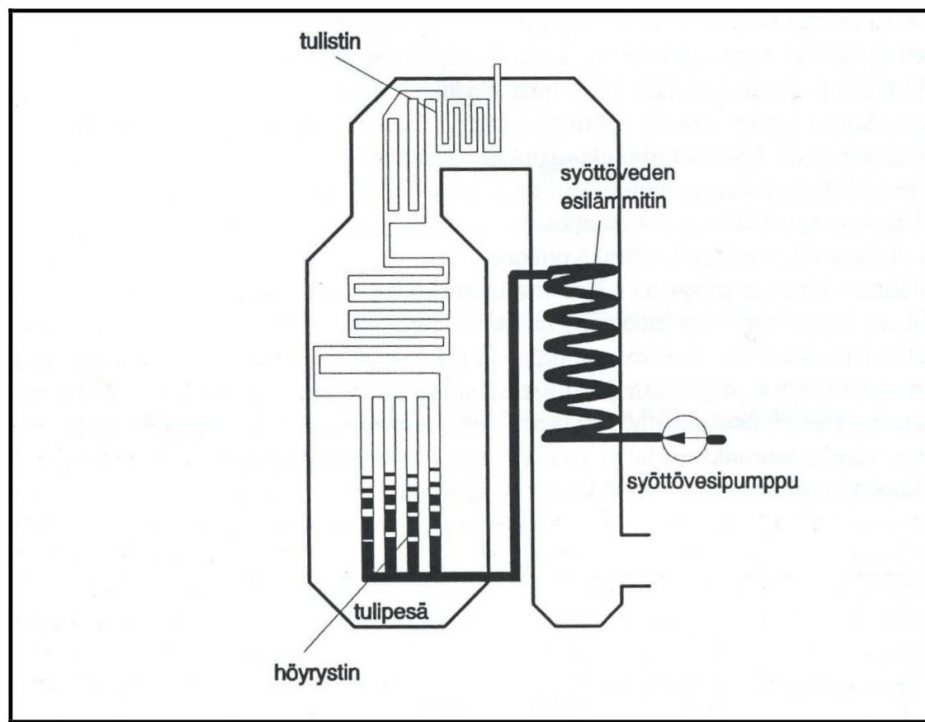 tulistin
syöttöveden
esilämmitin
syöttövesipumppu
tulipesä
höyrystin